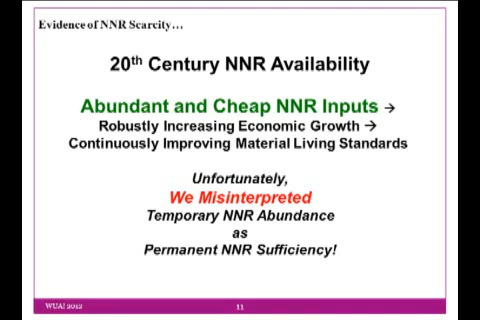 Evidence of NNR Scarcity…
20th Century NNR Availability
Abundant and Cheap NNR Inputs →
Robustly Increasing Economic Growth →
Continuously Improving Material Living Standards
Unfortunately,
We Misinterpreted
Temporary NNR Abundance
as
Permanent NNR Sufficiency!
WUA! 2012
11